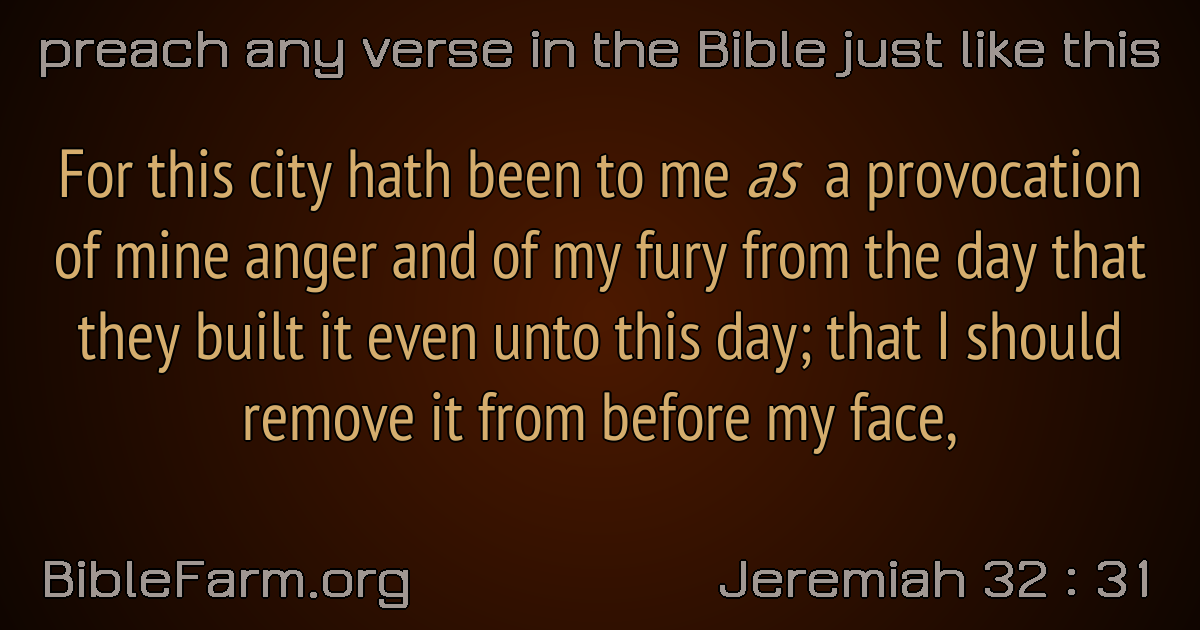 preach any verse in the Bible just like this
For this city hath been to me as a provocation
of mine anger and of my fury from the day that
they built it even unto this day; that I should
remove it from before my face,
BibleFarm.org
Jeremiah 32 : 31